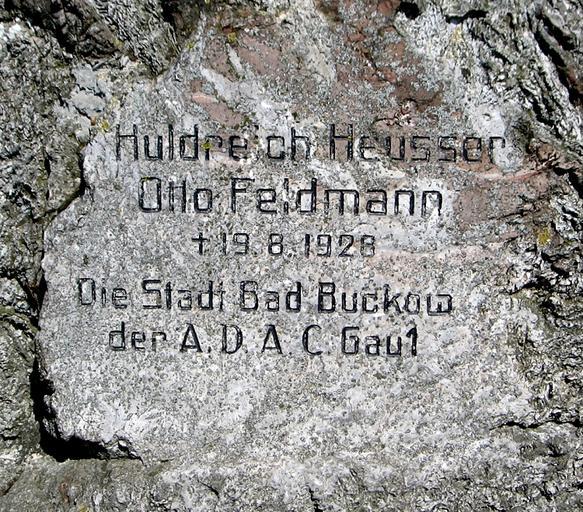 Huldreich Heusser
Otto Feldmann
† 19. 8. 1928
Die Stadt Bad Buckow
der A. D. A. C. Gau 1